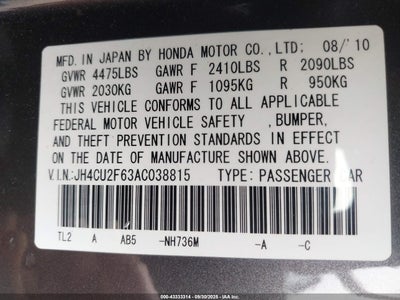 MFD. IN JAPAN BY HONDA MOTOR CO.,LTD: 08/'10
GVWR 4475LBS GAWR F 2410LBS R 2090LBS
GVWR 2030KG GAWR F 1095KG R 950KG
THIS VEHICLE CONFORMS TO ALL APPLICABLE
FEDERAL MOTOR VEHICLE SAFETY ,BUMPER,
AND THEFT PREVENTION STANDARDS IN EFFECT
ON THE DATE OF MANUFACTURE SHOWN ABOVE.
V.I.N:JH4CU2F63AC038815 TYPE: PASSENGER CAR
TL2 A AB5 -NH736M -A -C
000-43333314 - 09/30/2025 -